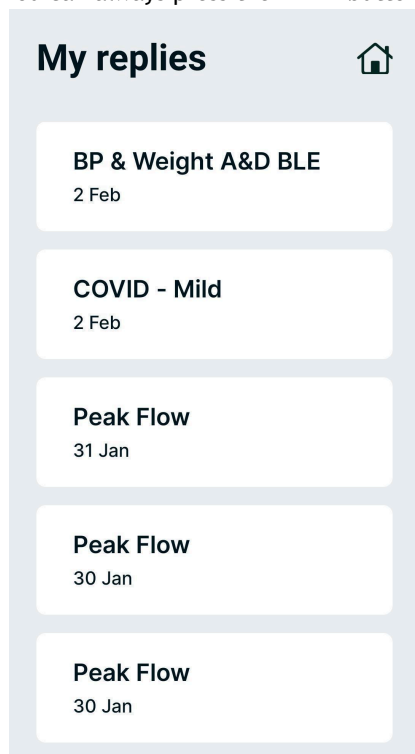 My replies
BP & Weight A&D BLE
2 Feb
COVID - Mild
2 Feb
Peak Flow
31 Jan
Peak Flow
30 Jan
Peak Flow
30 Jan